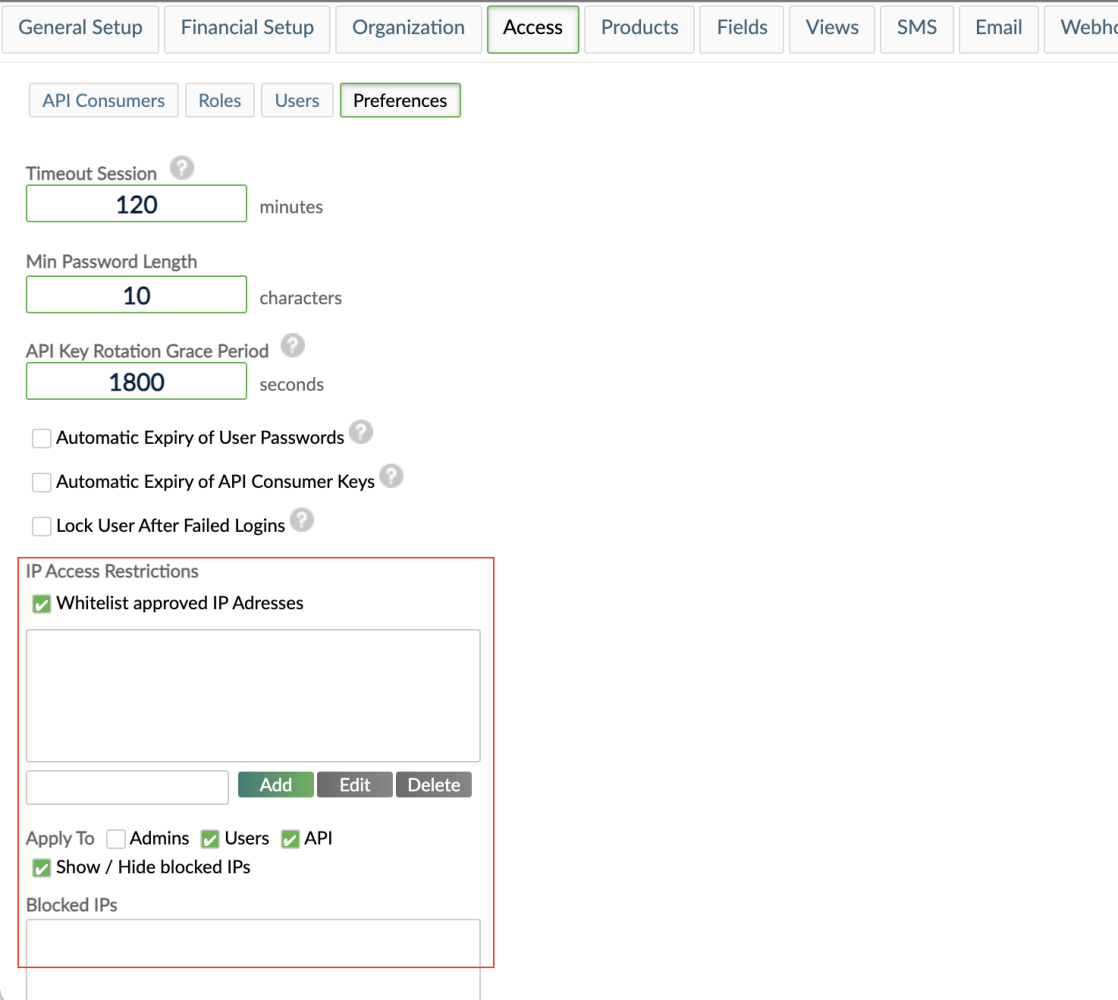 General Setup Financial Setup Organization Access Products Fields Views SMS Email Webho
API Consumers Roles Users Preferences
Timeout Session ?
120 minutes
Min Password Length
10 characters
API Key Rotation Grace Period ?
1800 seconds
Automatic Expiry of User Passwords ?
Automatic Expiry of API Consumer Keys ?
Lock User After Failed Logins ?
IP Access Restrictions
Whitelist approved IP Adresses
Add Edit Delete
Apply To Admins Users API
Show / Hide blocked IPs
Blocked IPs